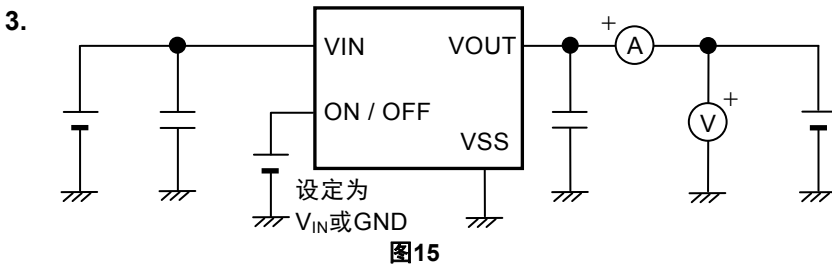 3.
VIN
VOUT
+
A
ON / OFF
VSS
V
+
设定为
VIN或GND
图15